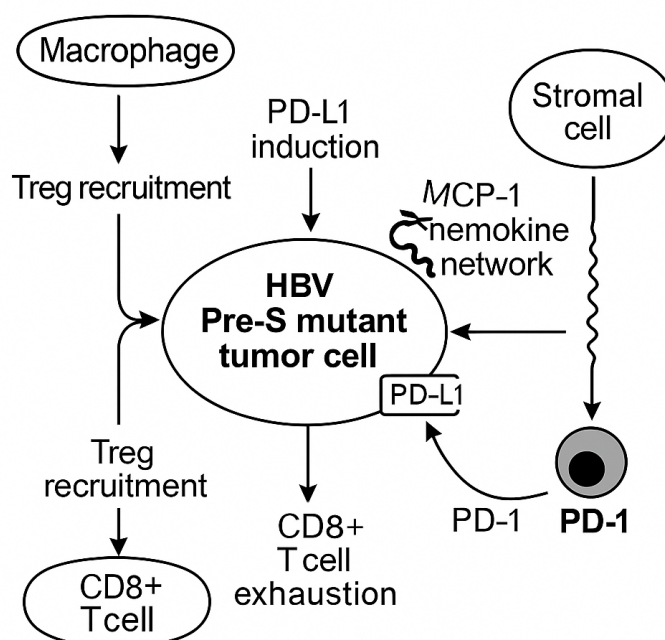 Macrophage
Treg recruitment
PD-L1
induction
Stromal
cell
MCP-1
nemokine
network
HBV
Pre-S mutant
tumor cell
PD-L1
Treg
recruitment
CD8+
T cell
CD8+
T cell
exhaustion
PD-1
PD-1